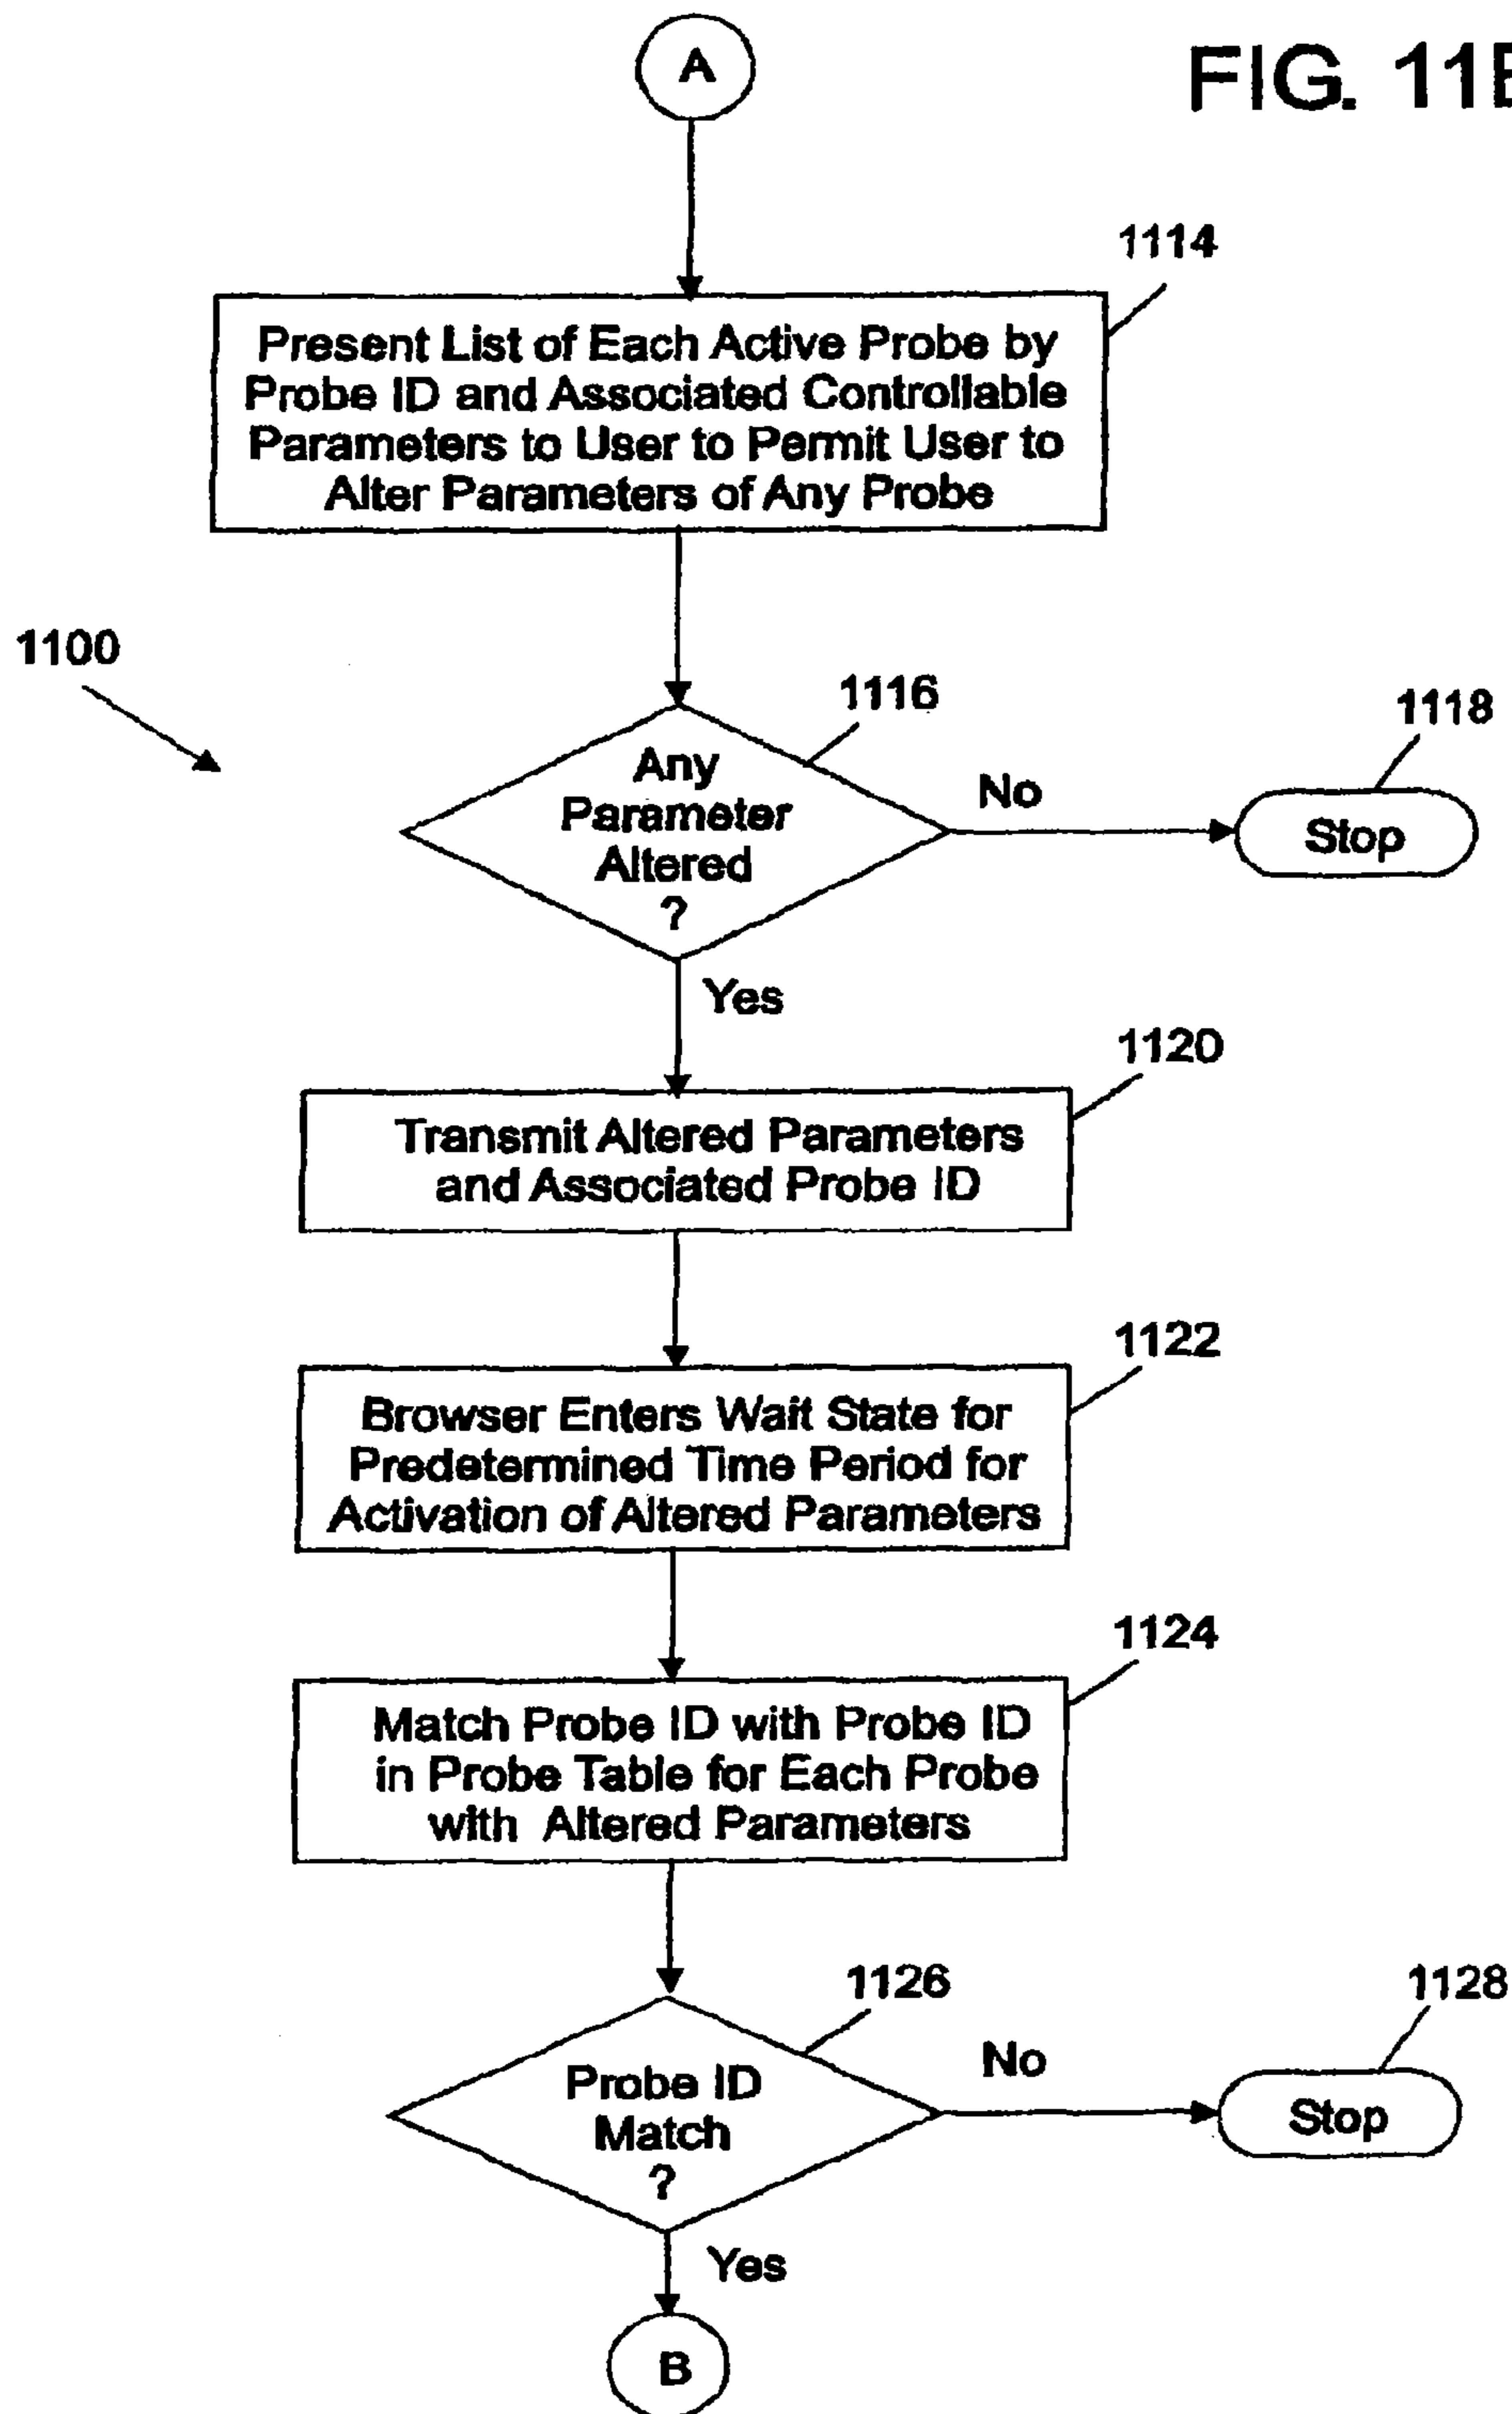 A
FIG. 11B
1114
Present List of Each Active Probe by
Probe ID and Associated Controllable
Parameters to User to Permit User to
Alter Parameters of Any Probe
1100
1116
1118
Any
Parameter
Altered
?
No
Stop
Yes
1120
Transmit Altered Parameters
and Associated Probe ID
1122
Browser Enters Wait State for
Predetermined Time Period for
Activation of Altered Parameters
1124
Match Probe ID with Probe ID
in Probe Table for Each Probe
with Altered Parameters
1126
1128
Probe ID
Match
?
No
Stop
Yes
B